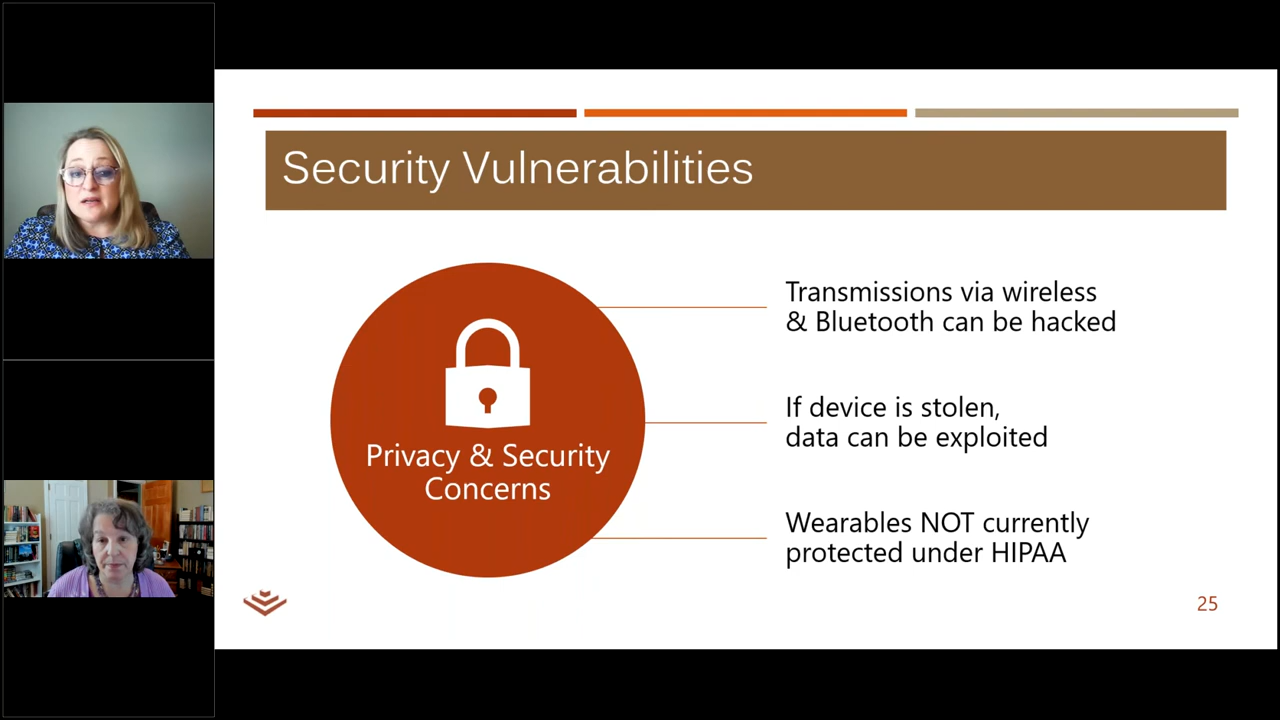 Security Vulnerabilities
Privacy & Security
Concerns
Transmissions via wireless
& Bluetooth can be hacked
If device is stolen,
data can be exploited
Wearables NOT currently
protected under HIPAA
25